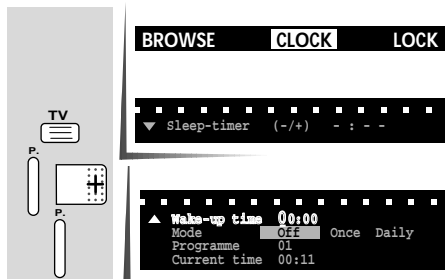 BROWSE CLOCK LOCK
TV
▼ Sleep-timer (-/+) - : - -
P.
P.
▲ Wake-up time 00:00
Mode Off Once Daily
Programme 01
Current time 00:11